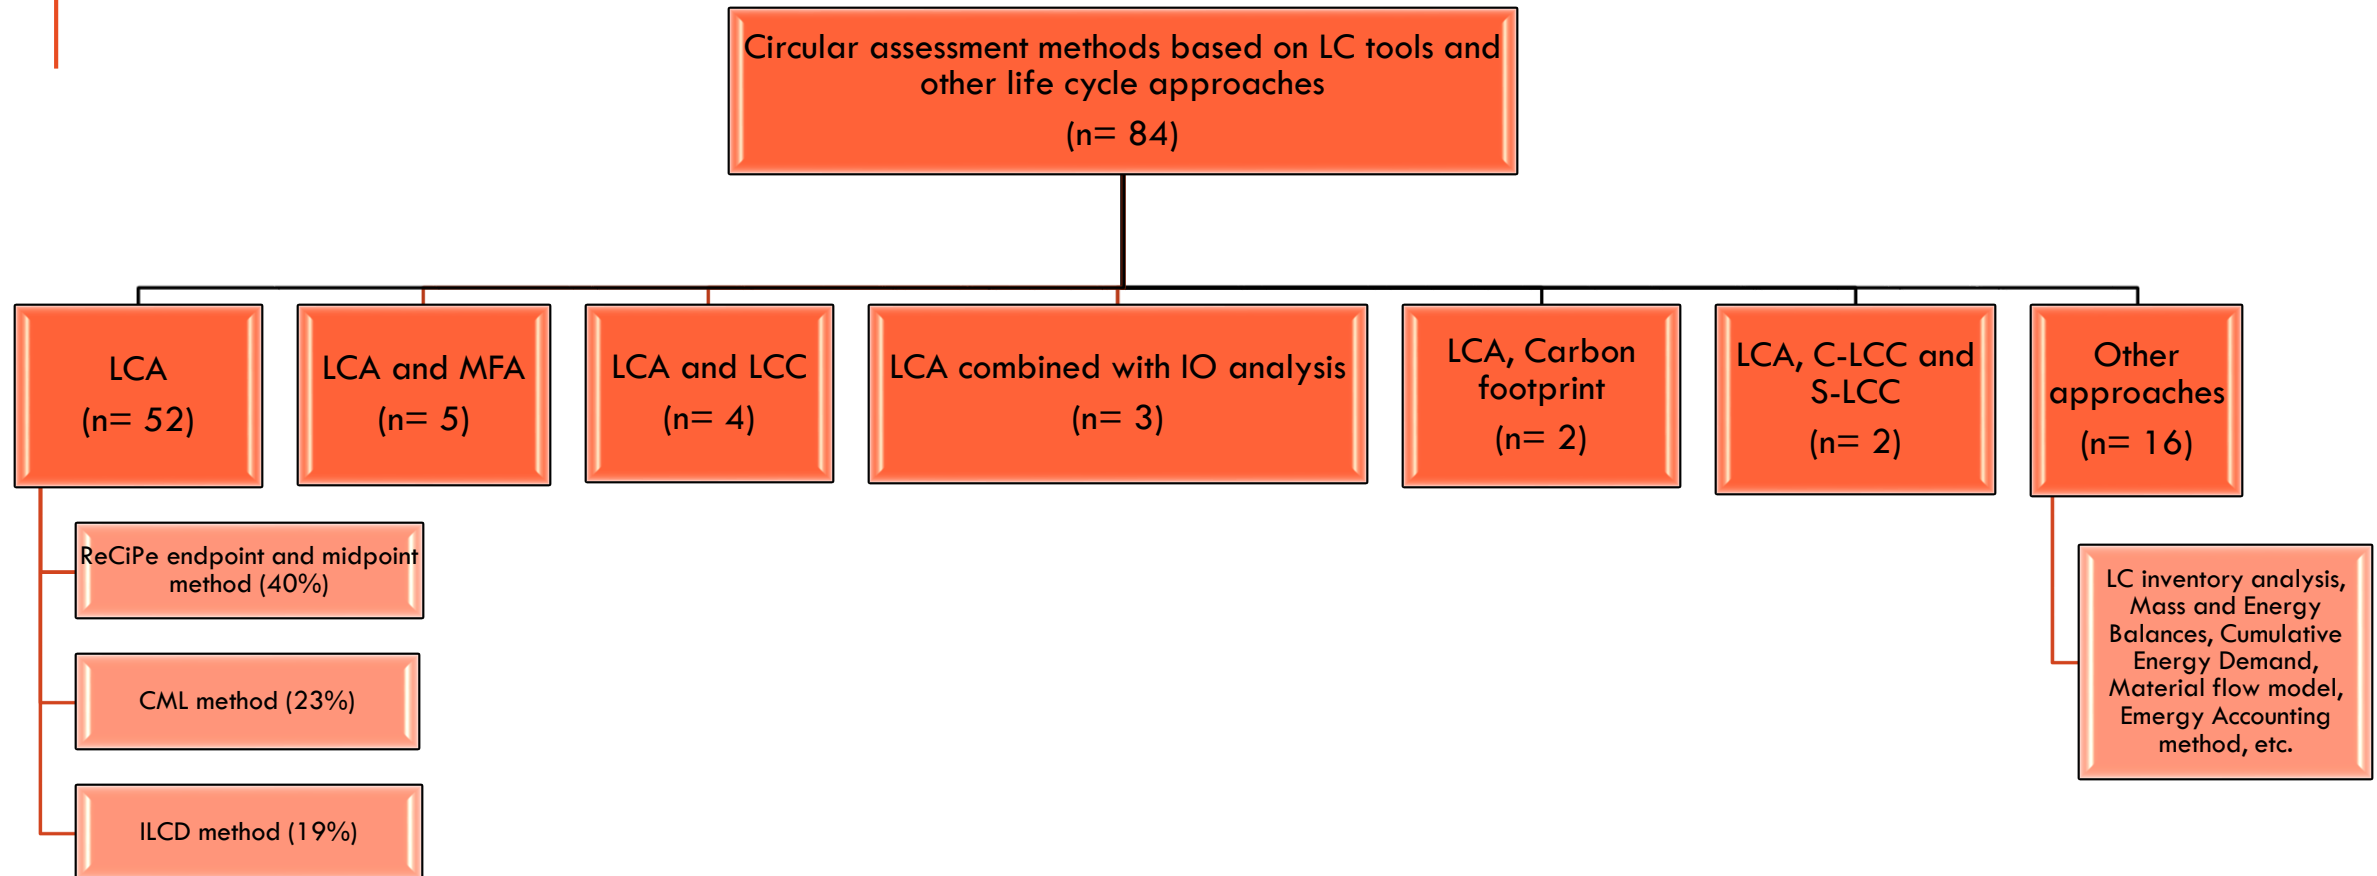 Circular assessment methods based on LC tools and
other life cycle approaches
(n= 84)
LCA
(n= 52)
LCA and MFA
(n= 5)
LCA and LCC
(n= 4)
LCA combined with IO analysis
(n= 3)
LCA, Carbon
footprint
(n= 2)
LCA, C-LCC and
S-LCC
(n= 2)
Other
approaches
(n= 16)
ReCiPe endpoint and midpoint
method (40%)
CML method (23%)
ILCD method (19%)
LC inventory analysis,
Mass and Energy
Balances, Cumulative
Energy Demand,
Material flow model,
Emergy Accounting
method, etc.